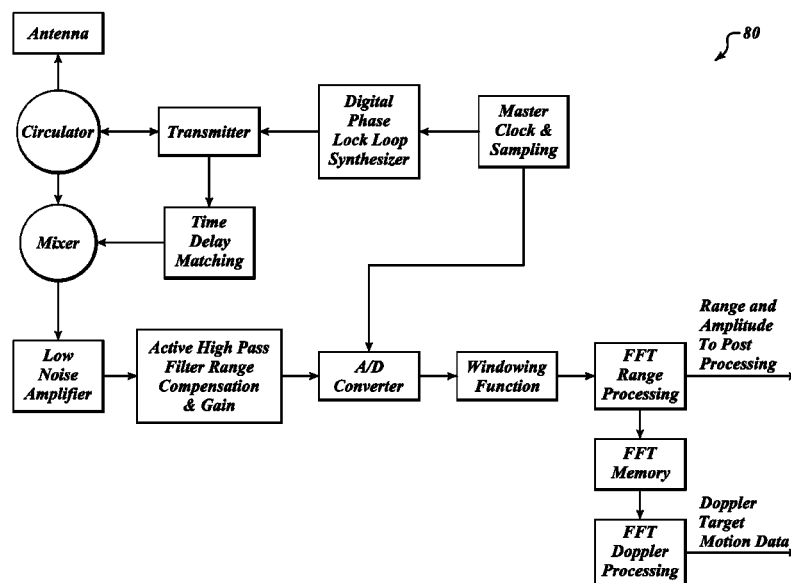 Antenna
80
Circulator
Transmitter
Digital
Phase
Lock Loop
Synthesizer
Master
Clock &
Sampling
Mixer
Time
Delay
Matching
Low
Noise
Amplifier
Active High Pass
Filter Range
Compensation
& Gain
A/D
Converter
Windowing
Function
FFT
Range
Processing
Range and
Amplitude
To Post
Processing
FFT
Memory
FFT
Doppler
Processing
Doppler
Target
Motion Data